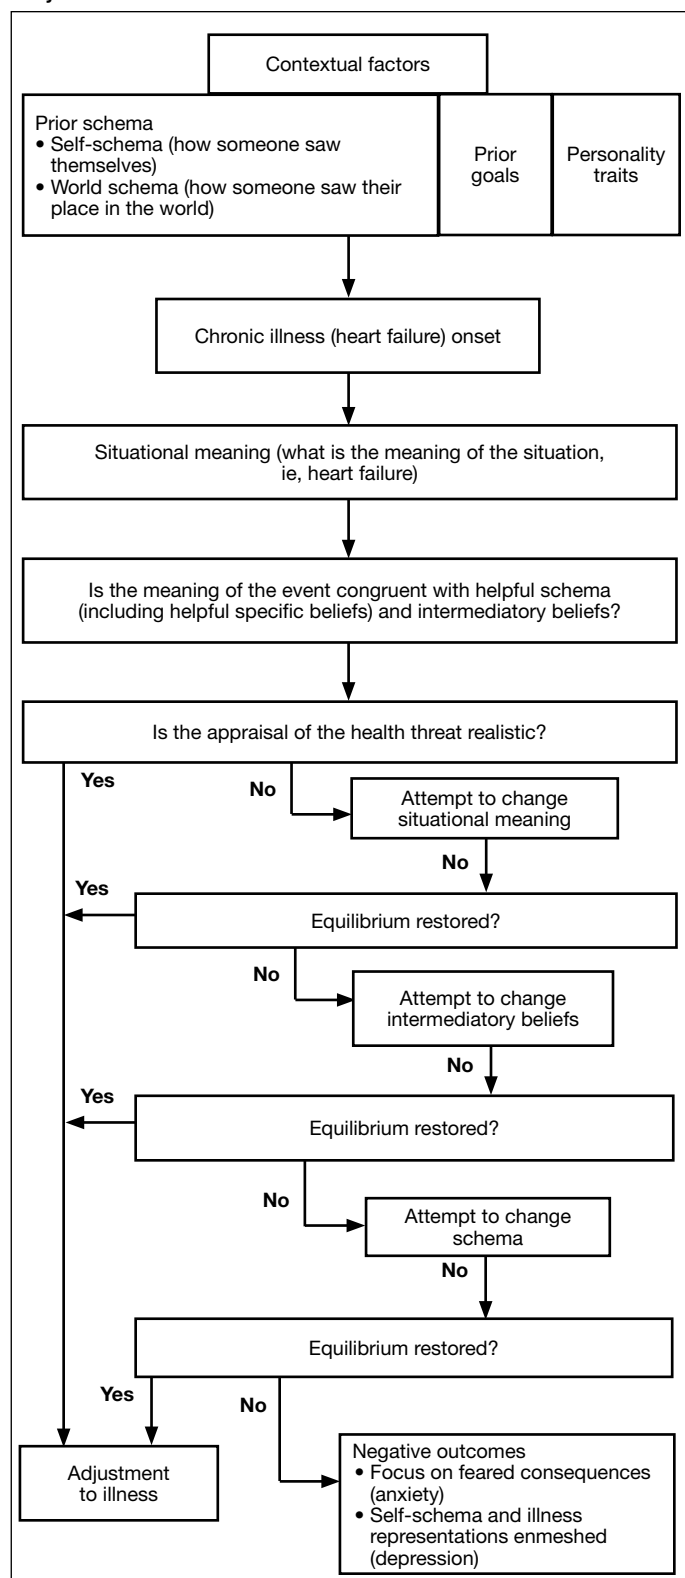 Contextual factors
Prior schema
• Self-schema (how someone saw
themselves)
• World schema (how someone saw their
place in the world)
Prior
goals
Personality
traits
Chronic illness (heart failure) onset
Situational meaning (what is the meaning of the situation,
ie, heart failure)
Is the meaning of the event congruent with helpful schema
(including helpful specific beliefs) and intermediatory beliefs?
Is the appraisal of the health threat realistic?
Yes
No
Attempt to change
situational meaning
No
Yes
Equilibrium restored?
No
Attempt to change
intermediatory beliefs
No
Yes
Equilibrium restored?
No
Attempt to change
schema
No
Equilibrium restored?
Yes
No
Adjustment
to illness
Negative outcomes
• Focus on feared consequences
(anxiety)
• Self-schema and illness
representations enmeshed
(depression)